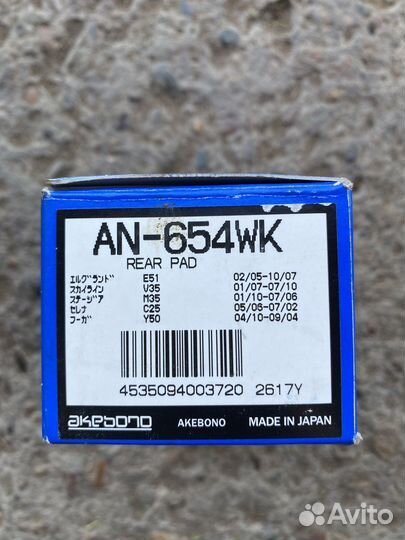 AN-654WK
REAR PAD
エルグランド E51 02/05-10/07
スカイライン V35 01/07-07/10
ステージア M35 01/10-07/06
セレナ C25 05/06-07/02
フーガ Y50 04/10-09/04
4535094003720 2617Y
akebono AKEBONO MADE IN JAPAN
Avito